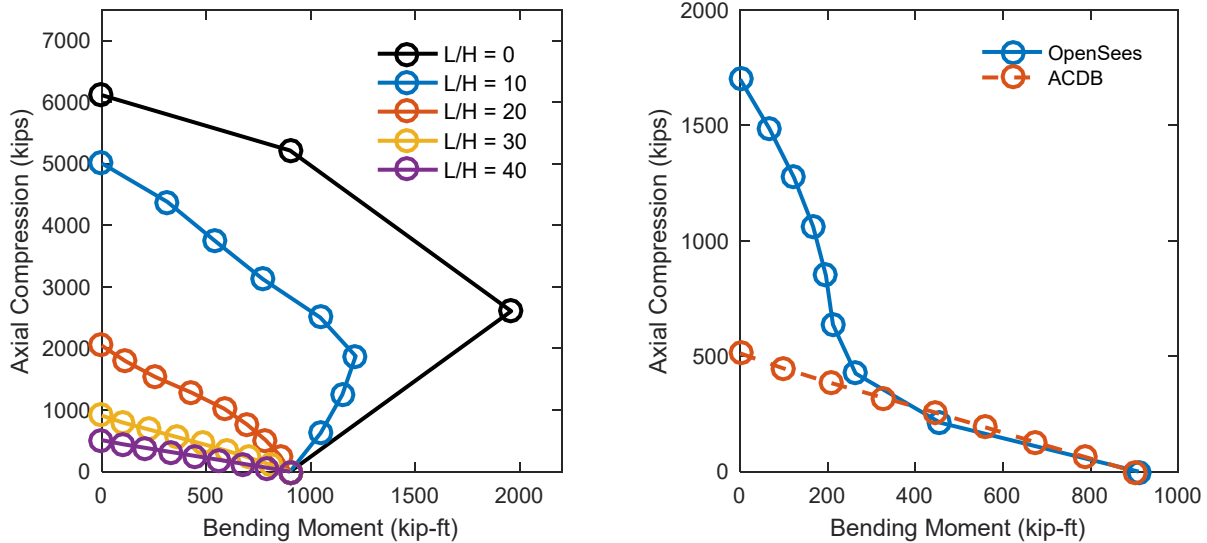 7000
6000
5000
4000
3000
2000
1000
0
0
500
1000
1500
2000
Axial Compression (kips)
Bending Moment (kip-ft)
L/H = 0
L/H = 10
L/H = 20
L/H = 30
L/H = 40
2000
1500
1000
500
0
0
200
400
600
800
1000
Axial Compression (kips)
Bending Moment (kip-ft)
OpenSees
ACDB